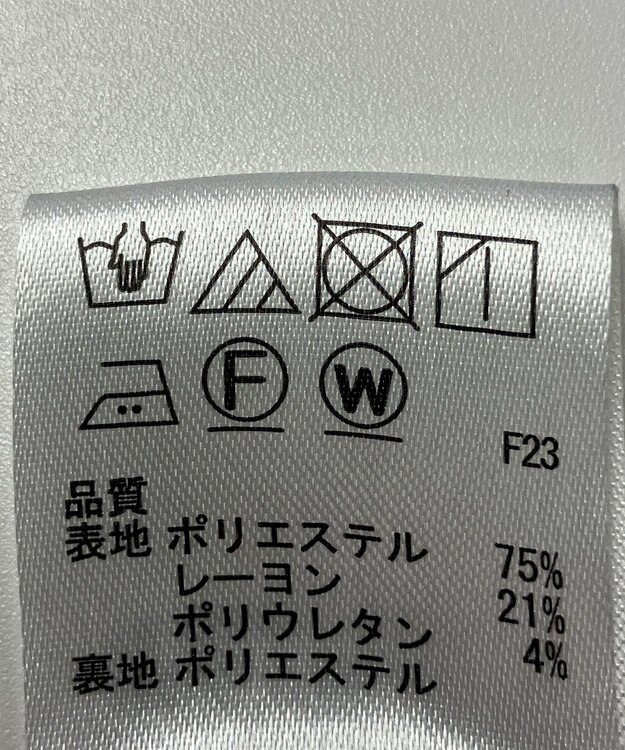 F W
F23
品質
表地 ポリエステル 75%
レーヨン 21%
ポリウレタン 4%
裏地 ポリエステル